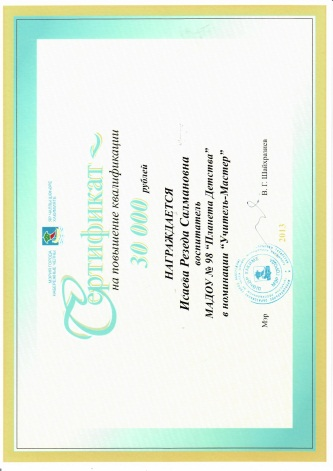 Сертификат
на повышение квалификации
30 000 рублей
НАГРАЖДАЕТСЯ
Исаева Резеда Салмановна
воспитатель
МАДОУ № 98 "Планета Детства"
в номинации "Учитель-Мастер"
Мэр В. Г. Шайхразиев
2013